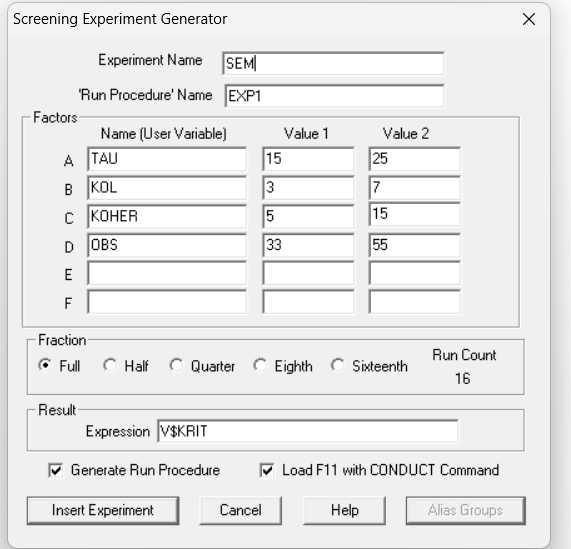 Screening Experiment Generator
Experiment Name SEM
'Run Procedure' Name EXP1
Factors
Name (User Variable) Value 1 Value 2
A TAU 15 25
B KOL 3 7
C KOHER 5 15
D OBS 33 55
E
F
Fraction
Full Half Quarter Eighth Sixteenth Run Count
16
Result
Expression V$KRIT
Generate Run Procedure Load F11 with CONDUCT Command
Insert Experiment Cancel Help Alias Groups